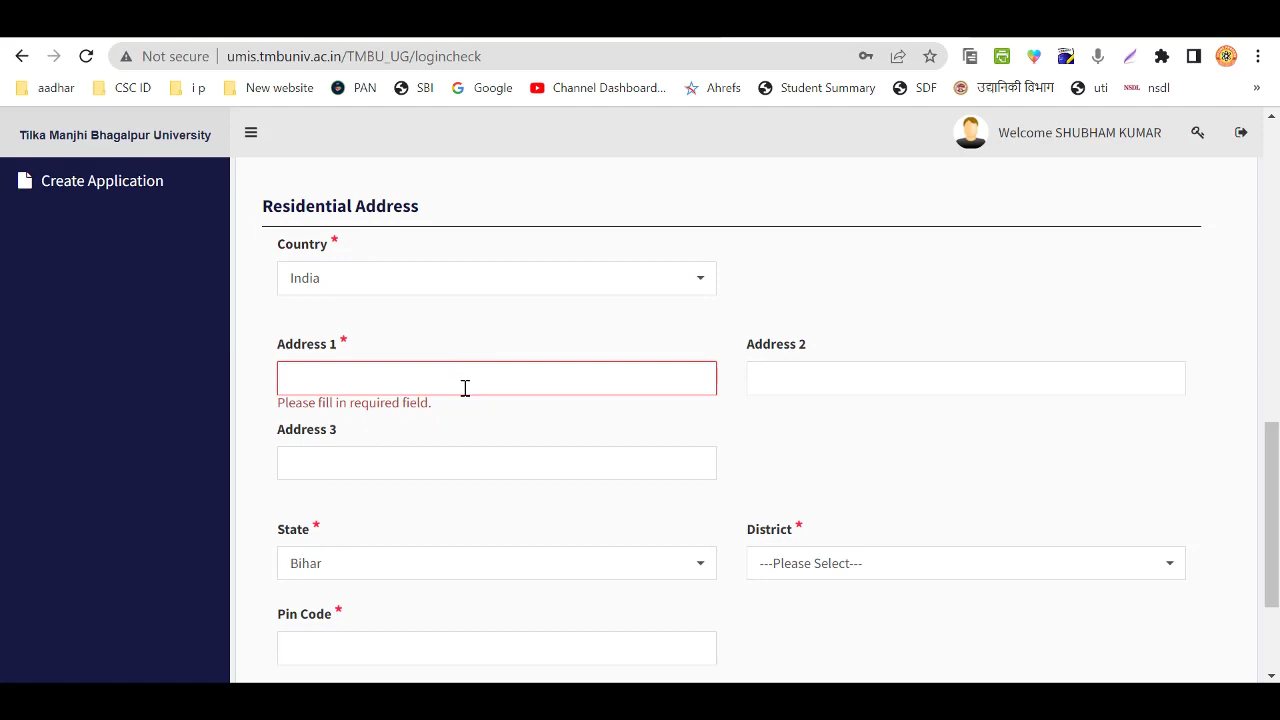 Not secure umis.tmbuniv.ac.in/TMBU_UG/logincheck
aadhar CSC ID i p New website PAN SBI Google Channel Dashboard... Ahrefs Student Summary SDF उद्यानिकी विभाग uti NSDL nsdl »
Tilka Manjhi Bhagalpur University Welcome SHUBHAM KUMAR
Create Application
Residential Address
Country *
India
Address 1 * Address 2
Please fill in required field.
Address 3
State * District *
Bihar ---Please Select---
Pin Code *